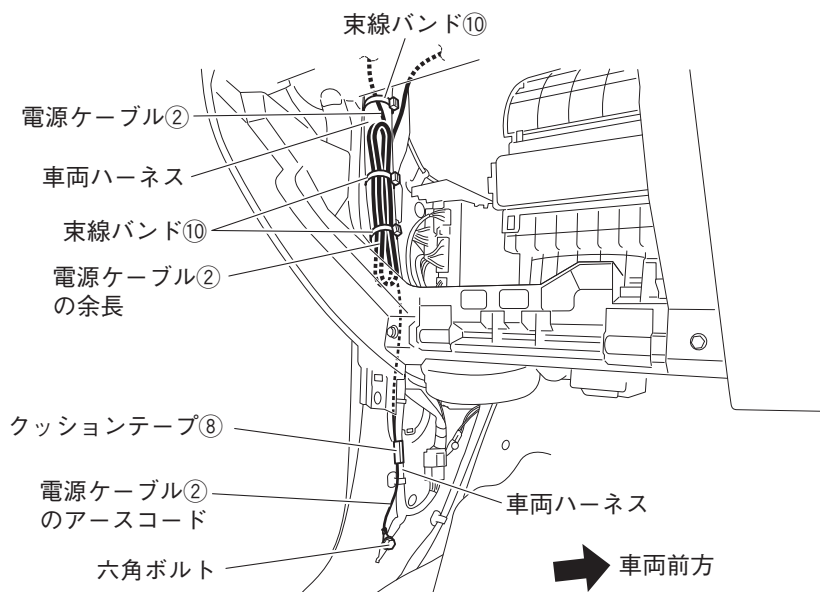 束線バンド⑩
電源ケーブル②
車両ハーネス
束線バンド⑩
電源ケーブル②
の余長
クッションテープ⑧
電源ケーブル②
のアースコード
車両ハーネス
六角ボルト
車両前方